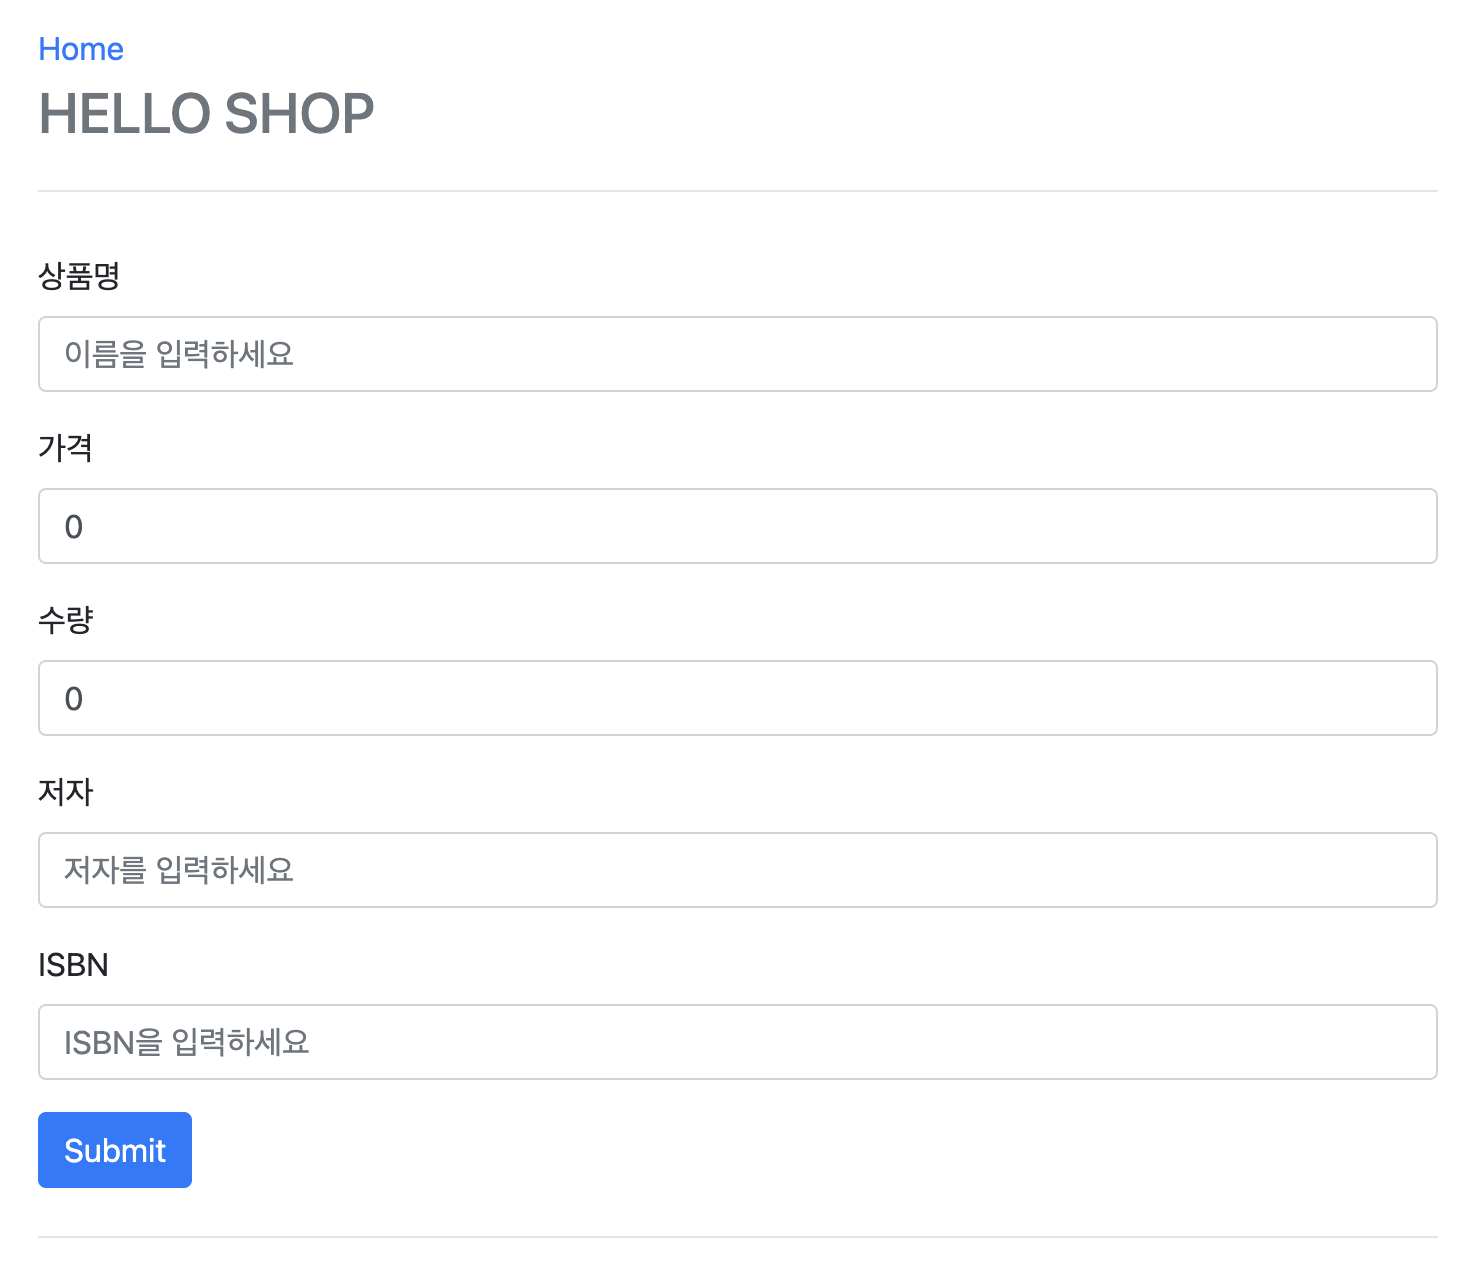 Home
HELLO SHOP
상품명
이름을 입력하세요
가격
0
수량
0
저자
저자를 입력하세요
ISBN
ISBN을 입력하세요
Submit